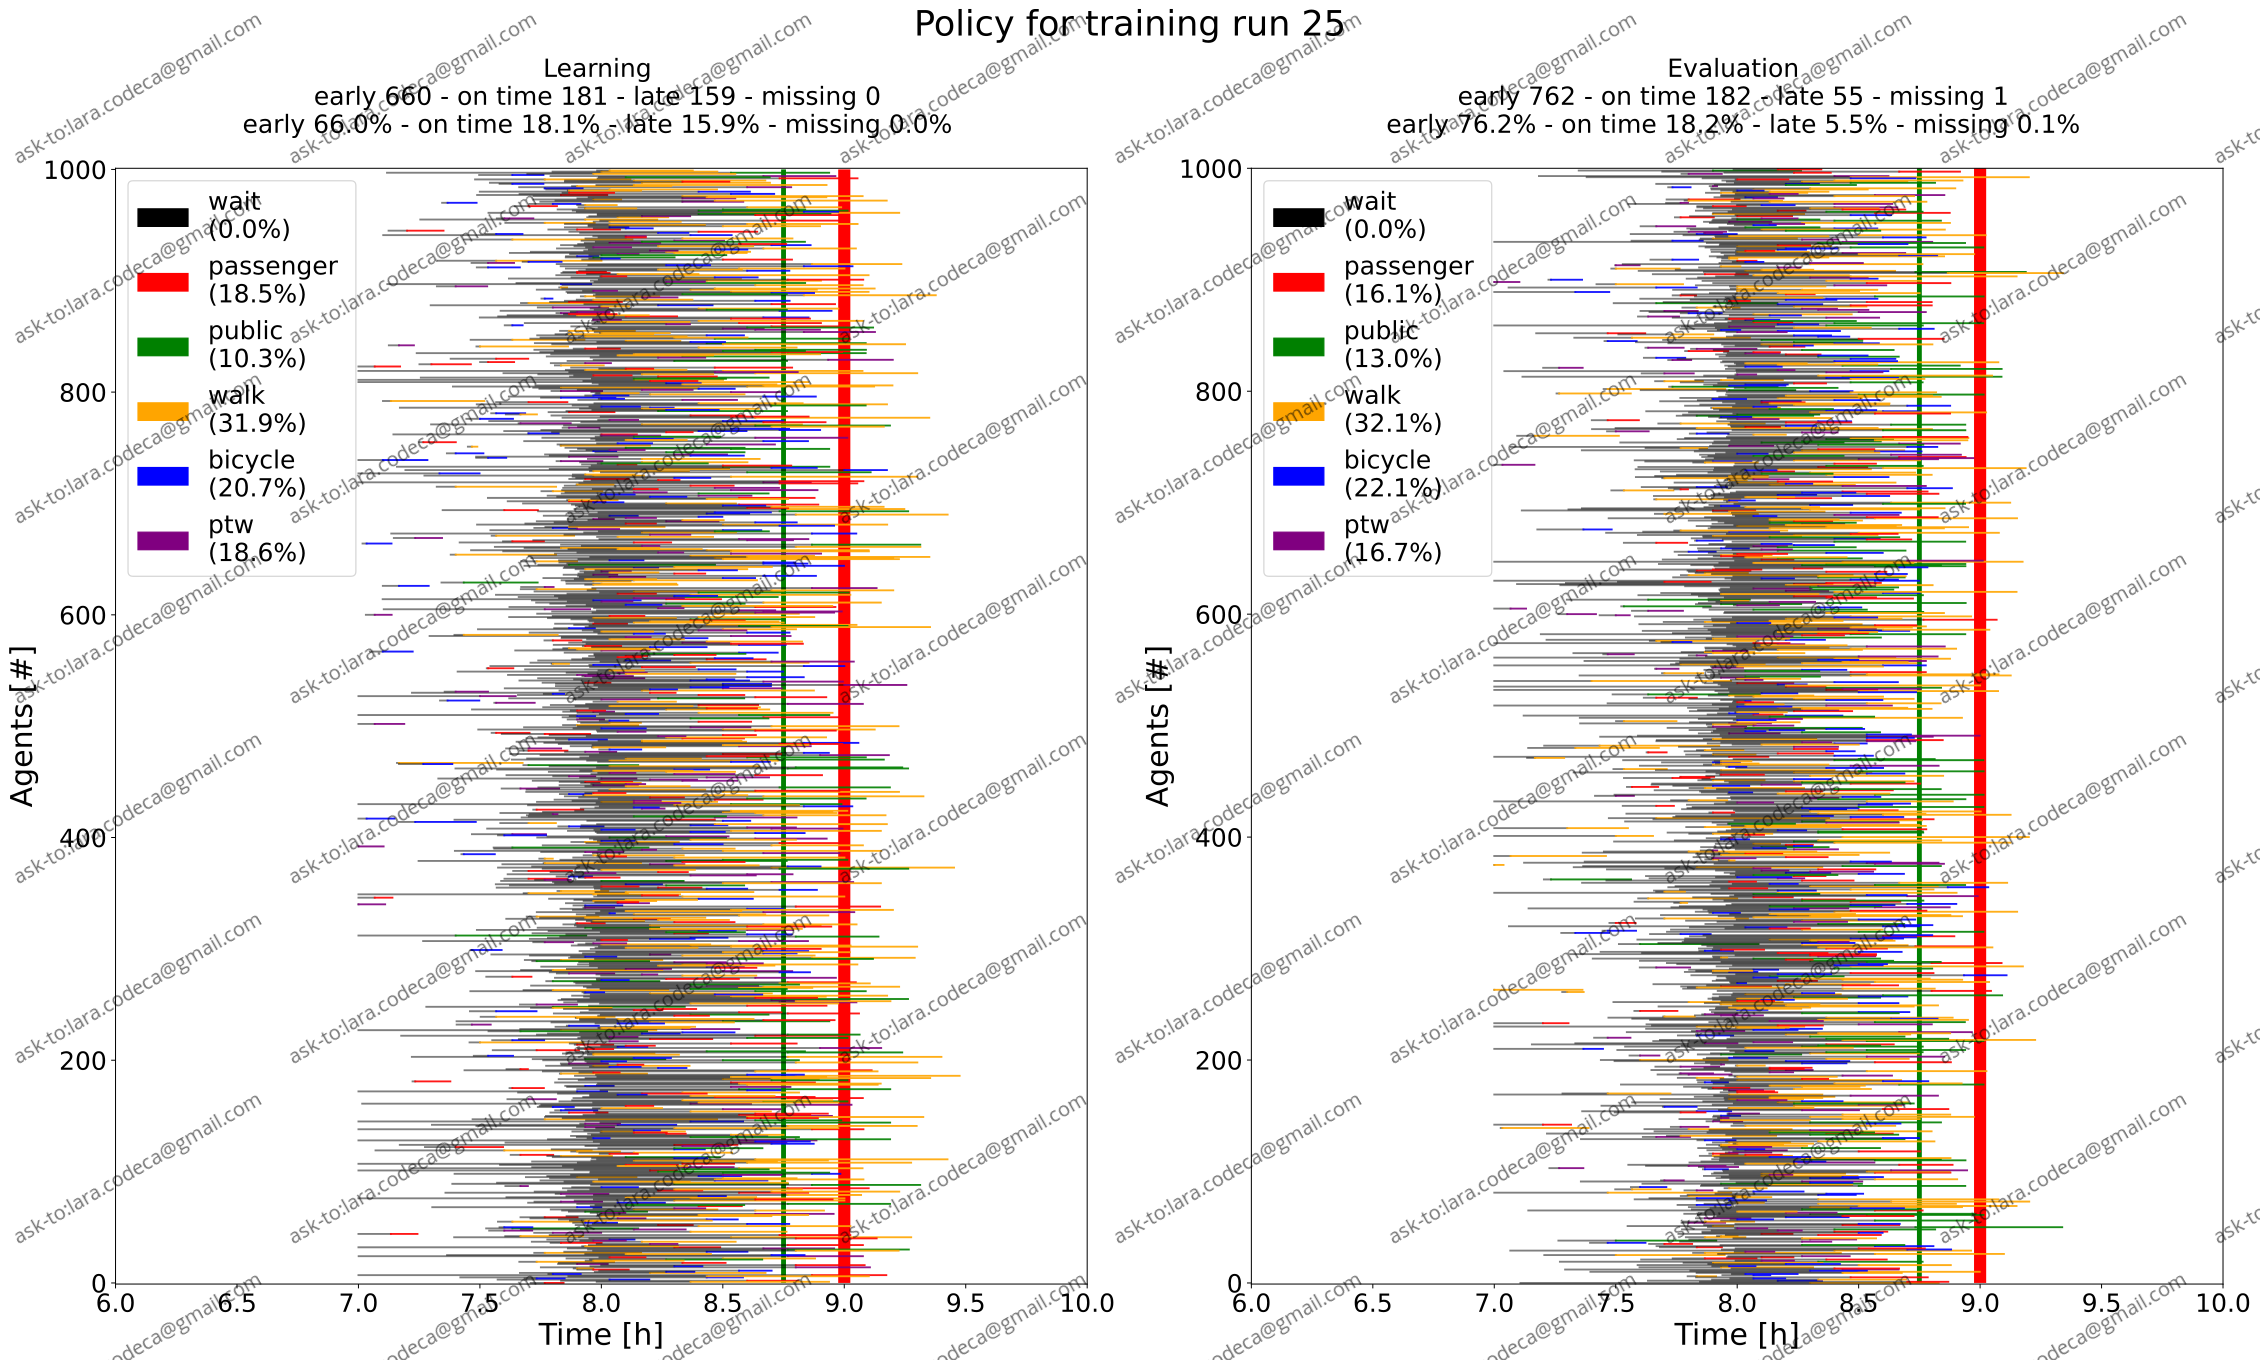 Policy for training run 25
Learning
early 660 - on time 181 - late 159 - missing 0
early 66.0% - on time 18.1% - late 15.9% - missing 0.0%
1000
800
600
400
200
0
Agents [#]
wait
(0.0%)
passenger
(18.5%)
public
(10.3%)
walk
(31.9%)
bicycle
(20.7%)
ptw
(18.6%)
6.0 6.5 7.0 7.5 8.0 8.5 9.0 9.5 10.0
Time [h]
Evaluation
early 762 - on time 182 - late 55 - missing 1
early 76.2% - on time 18.2% - late 5.5% - missing 0.1%
1000
800
600
400
200
0
Agents [#]
wait
(0.0%)
passenger
(16.1%)
public
(13.0%)
walk
(32.1%)
bicycle
(22.1%)
ptw
(16.7%)
6.0 6.5 7.0 7.5 8.0 8.5 9.0 9.5 10.0
Time [h]
ask-to:lara.codeca@gmail.com